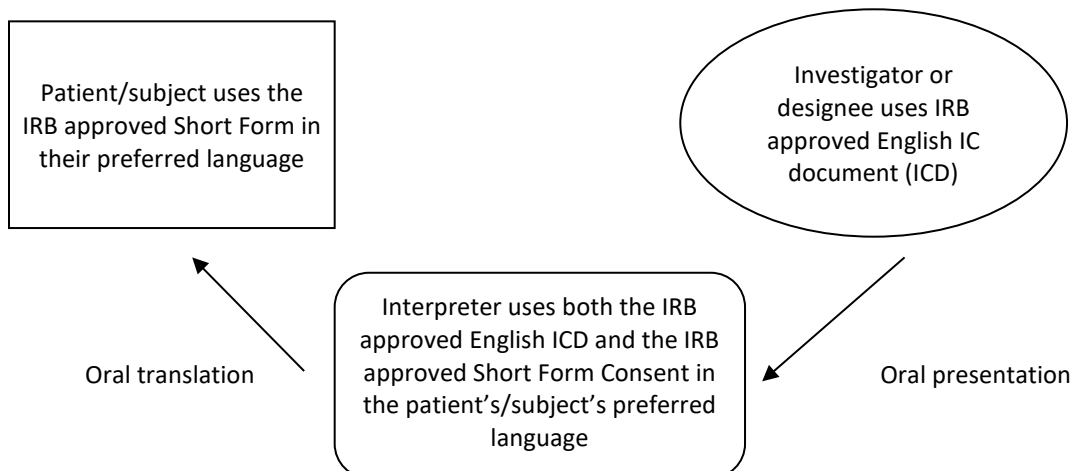 Patient/subject uses the
IRB approved Short Form in
their preferred language
Investigator or
designee uses IRB
approved English IC
document (ICD)
Interpreter uses both the IRB
approved English ICD and the IRB
approved Short Form Consent in
the patient’s/subject’s preferred
language
Oral translation
Oral presentation